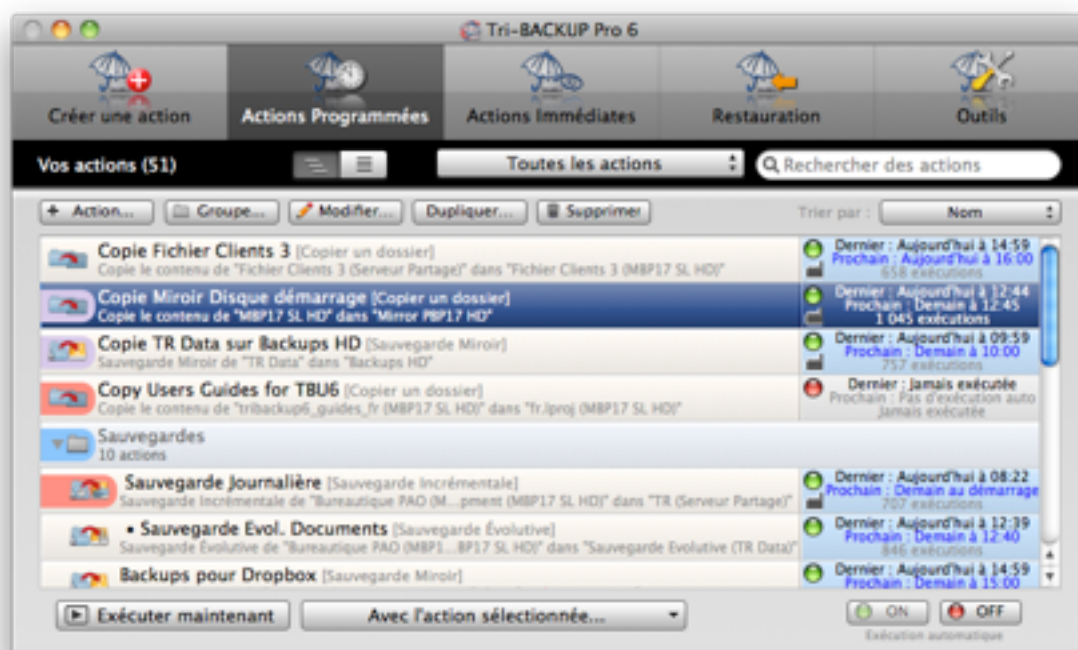 Tri-BACKUP Pro 6
Créer une action
Actions Programmées
Actions Immédiates
Restauration
Outils
Vos actions (51)
Toutes les actions
Rechercher des actions
+ Action...
Groupe...
Modifier...
Dupliquer...
Supprimer
Trier par :
Nom
Copie Fichier Clients 3 [Copier un dossier]
Copie le contenu de "Fichier Clients 3 (Serveur Partage)" dans "Fichier Clients 3 (MBP17 SL HD)"
Dernier : Aujourd'hui à 14:59
Prochain : Aujourd'hui à 16:00
658 exécutions
Copie Miroir Disque démarrage [Copier un dossier]
Copie le contenu de "MBP17 SL HD" dans "Mirror PBP17 HD"
Dernier : Aujourd'hui à 12:44
Prochain : Demain à 12:45
1 045 exécutions
Copie TR Data sur Backups HD [Sauvegarde Miroir]
Sauvegarde Miroir de "TR Data" dans "Backups HD"
Dernier : Aujourd'hui à 09:59
Prochain : Demain à 10:00
757 exécutions
Copy Users Guides for TBU6 [Copier un dossier]
Copie le contenu de "tribackup6_guides_fr (MBP17 SL HD)" dans "fr.lproj (MBP17 SL HD)"
Dernier : Jamais exécutée
Prochain : Pas d'exécution auto
Jamais exécutée
Sauvegardes
10 actions
Sauvegarde Journalière [Sauvegarde Incrémentale]
Sauvegarde Incrémentale de "Bureautique PAO (M...pment (MBP17 SL HD)" dans "TR (Serveur Partage)"
Dernier : Aujourd'hui à 08:22
Prochain : Demain au démarrage
707 exécutions
• Sauvegarde Evol. Documents [Sauvegarde Évolutive]
Sauvegarde Évolutive de "Bureautique PAO (MBP1...BP17 SL HD)" dans "Sauvegarde Evolutive (TR Data)"
Dernier : Aujourd'hui à 12:39
Prochain : Demain à 12:40
846 exécutions
Backups pour Dropbox [Sauvegarde Miroir]
Dernier : Aujourd'hui à 14:59
Prochain : Demain à 15:00
Exécuter maintenant
Avec l'action sélectionnée...
ON
OFF
Exécution automatique